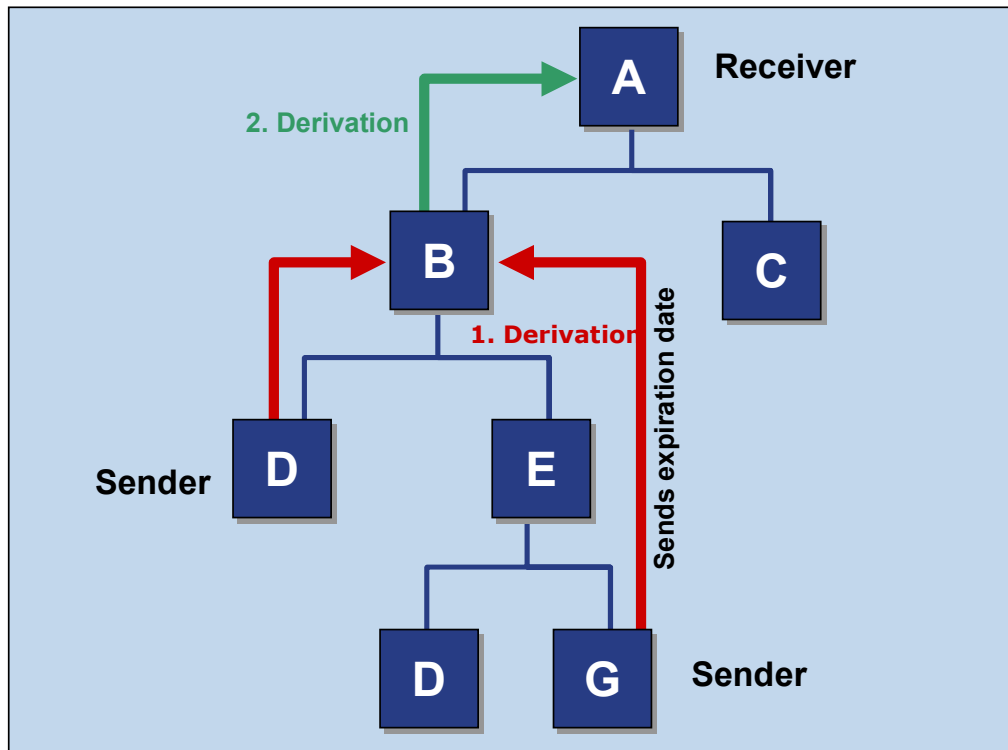 A
Receiver
2. Derivation
B
C
1. Derivation
Sends expiration date
D
E
Sender
D
G
Sender